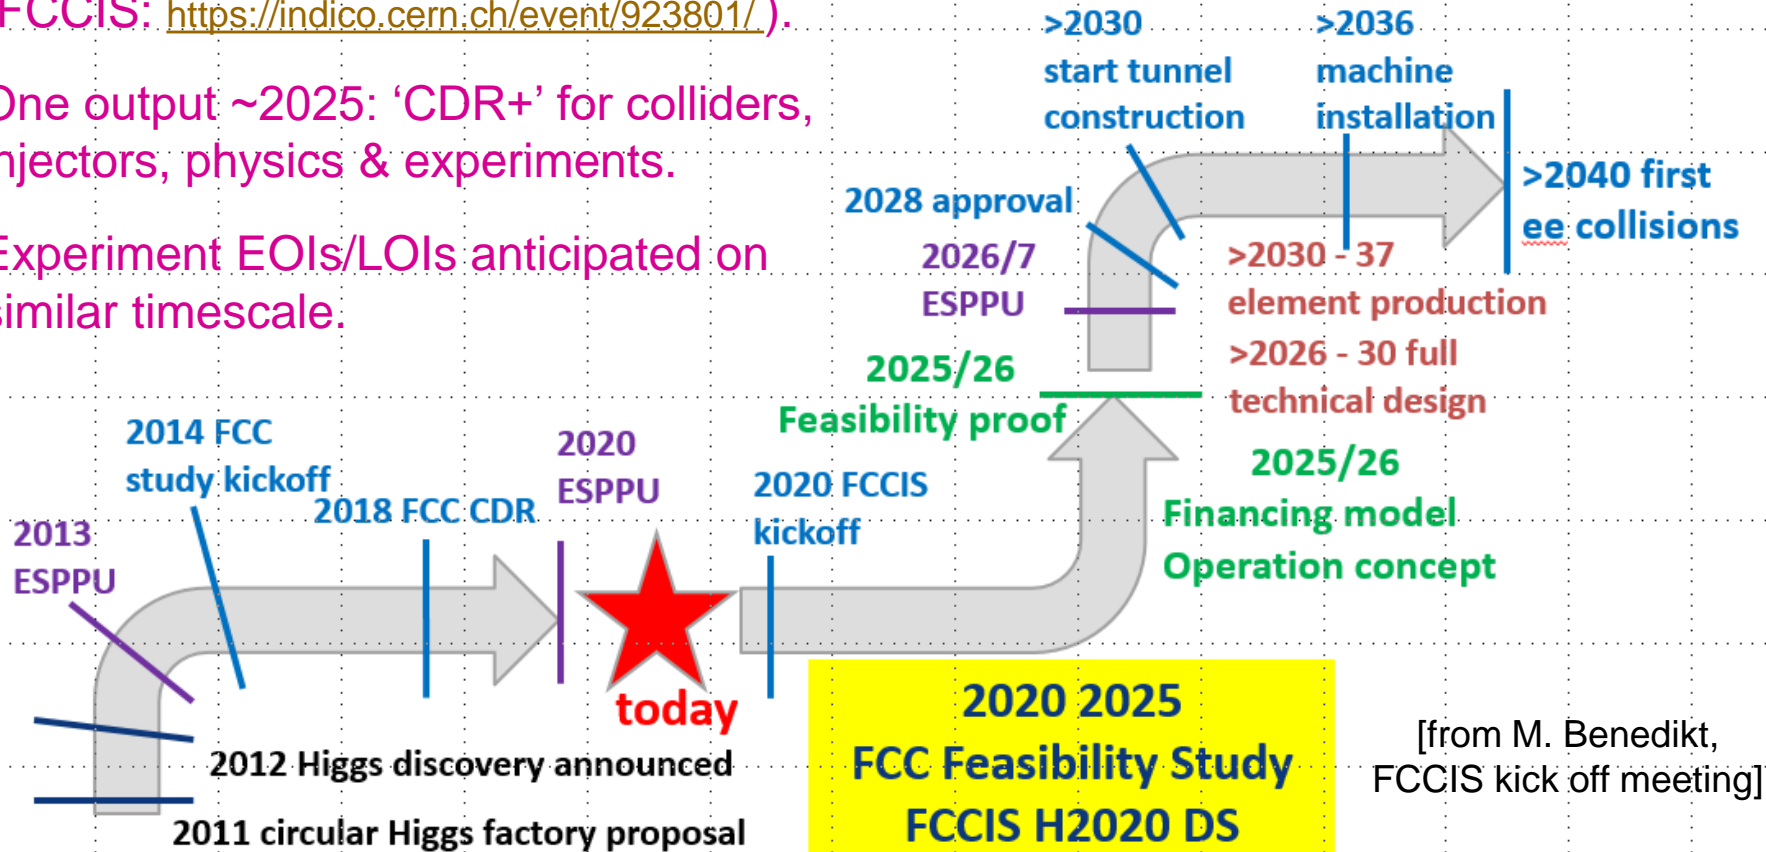 FCCIS: https://indico.cern.ch/event/923801/ ).
One output ~2025: ‘CDR+’ for colliders,
injectors, physics & experiments.
Experiment EOIs/LOIs anticipated on
similar timescale.
>2030
start tunnel
construction
>2036
machine
installation
>2040 first
ee collisions
2028 approval
2026/7
ESPPU
>2030 - 37
element production
>2026 - 30 full
technical design
2025/26
Feasibility proof
2025/26
Financing model
Operation concept
2014 FCC
study kickoff
2018 FCC CDR
2020
ESPPU
2020 FCCIS
kickoff
2013
ESPPU
today
2012 Higgs discovery announced
2011 circular Higgs factory proposal
2020 2025
FCC Feasibility Study
FCCIS H2020 DS
[from M. Benedikt,
FCCIS kick off meeting]